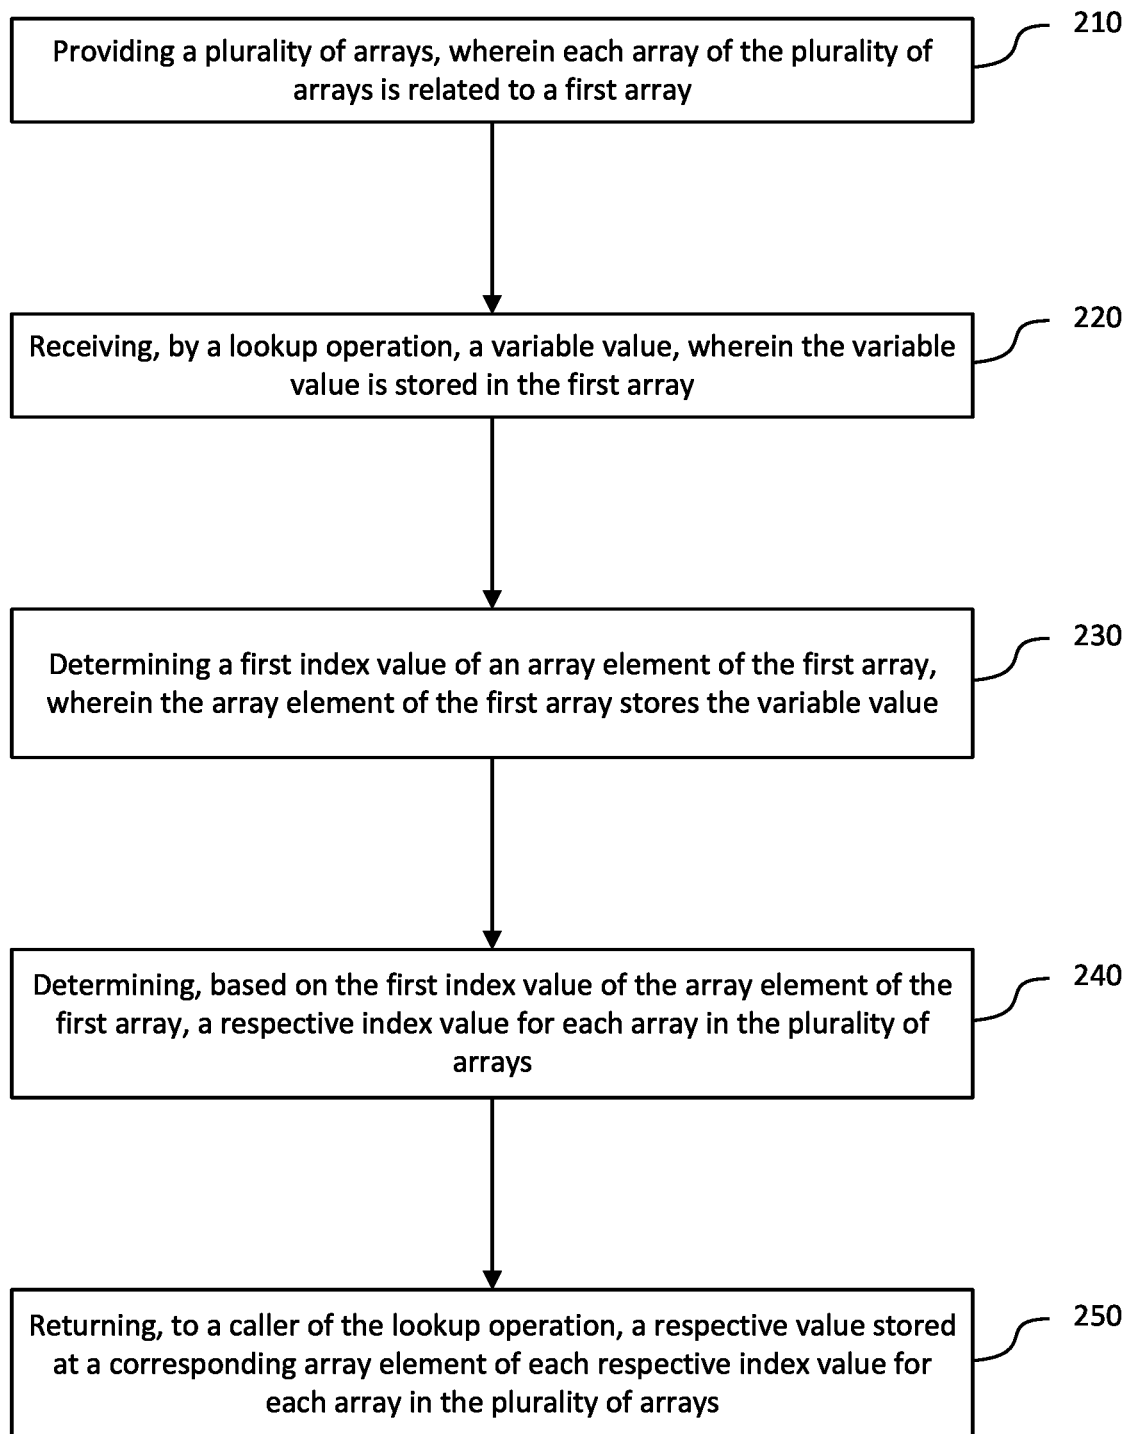 210
Providing a plurality of arrays, wherein each array of the plurality of
arrays is related to a first array
220
Receiving, by a lookup operation, a variable value, wherein the variable
value is stored in the first array
230
Determining a first index value of an array element of the first array,
wherein the array element of the first array stores the variable value
240
Determining, based on the first index value of the array element of the
first array, a respective index value for each array in the plurality of
arrays
250
Returning, to a caller of the lookup operation, a respective value stored
at a corresponding array element of each respective index value for
each array in the plurality of arrays